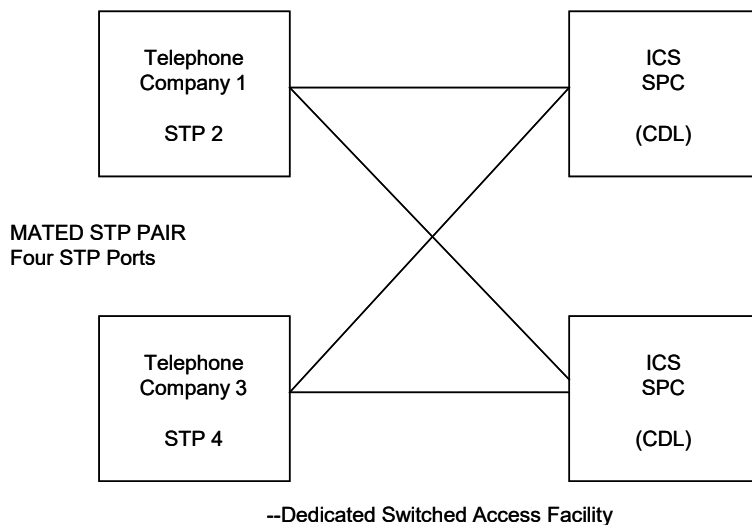 Telephone
Company 1
STP 2
ICS
SPC
(CDL)
MATED STP PAIR
Four STP Ports
Telephone
Company 3
STP 4
ICS
SPC
(CDL)
--Dedicated Switched Access Facility